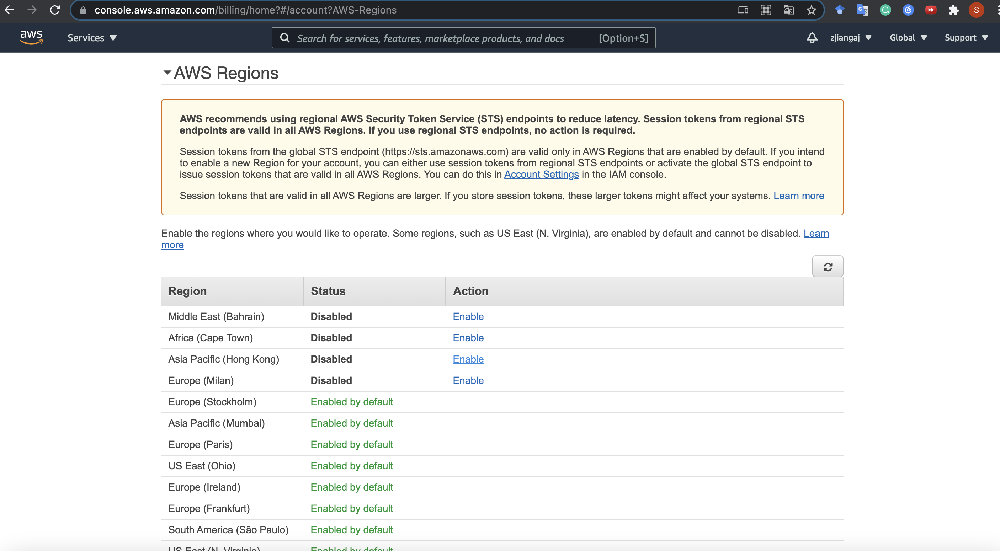 console.aws.amazon.com/billing/home?#/account?AWS-Regions
S
aws
Services
Search for services, features, marketplace products, and docs
[Option+S]
zjiangaj
Global
Support
AWS Regions
AWS recommends using regional AWS Security Token Service (STS) endpoints to reduce latency. Session tokens from regional STS
endpoints are valid in all AWS Regions. If you use regional STS endpoints, no action is required.
Session tokens from the global STS endpoint (https://sts.amazonaws.com) are valid only in AWS Regions that are enabled by default. If you intend
to enable a new Region for your account, you can either use session tokens from regional STS endpoints or activate the global STS endpoint to
issue session tokens that are valid in all AWS Regions. You can do this in Account Settings in the IAM console.
Session tokens that are valid in all AWS Regions are larger. If you store session tokens, these larger tokens might affect your systems. Learn more
Enable the regions where you would like to operate. Some regions, such as US East (N. Virginia), are enabled by default and cannot be disabled. Learn
more
Region Status Action
Middle East (Bahrain) Disabled Enable
Africa (Cape Town) Disabled Enable
Asia Pacific (Hong Kong) Disabled Enable
Europe (Milan) Disabled Enable
Europe (Stockholm) Enabled by default
Asia Pacific (Mumbai) Enabled by default
Europe (Paris) Enabled by default
US East (Ohio) Enabled by default
Europe (Ireland) Enabled by default
Europe (Frankfurt) Enabled by default
South America (São Paulo) Enabled by default
US East (N. Virginia) Enabled by default